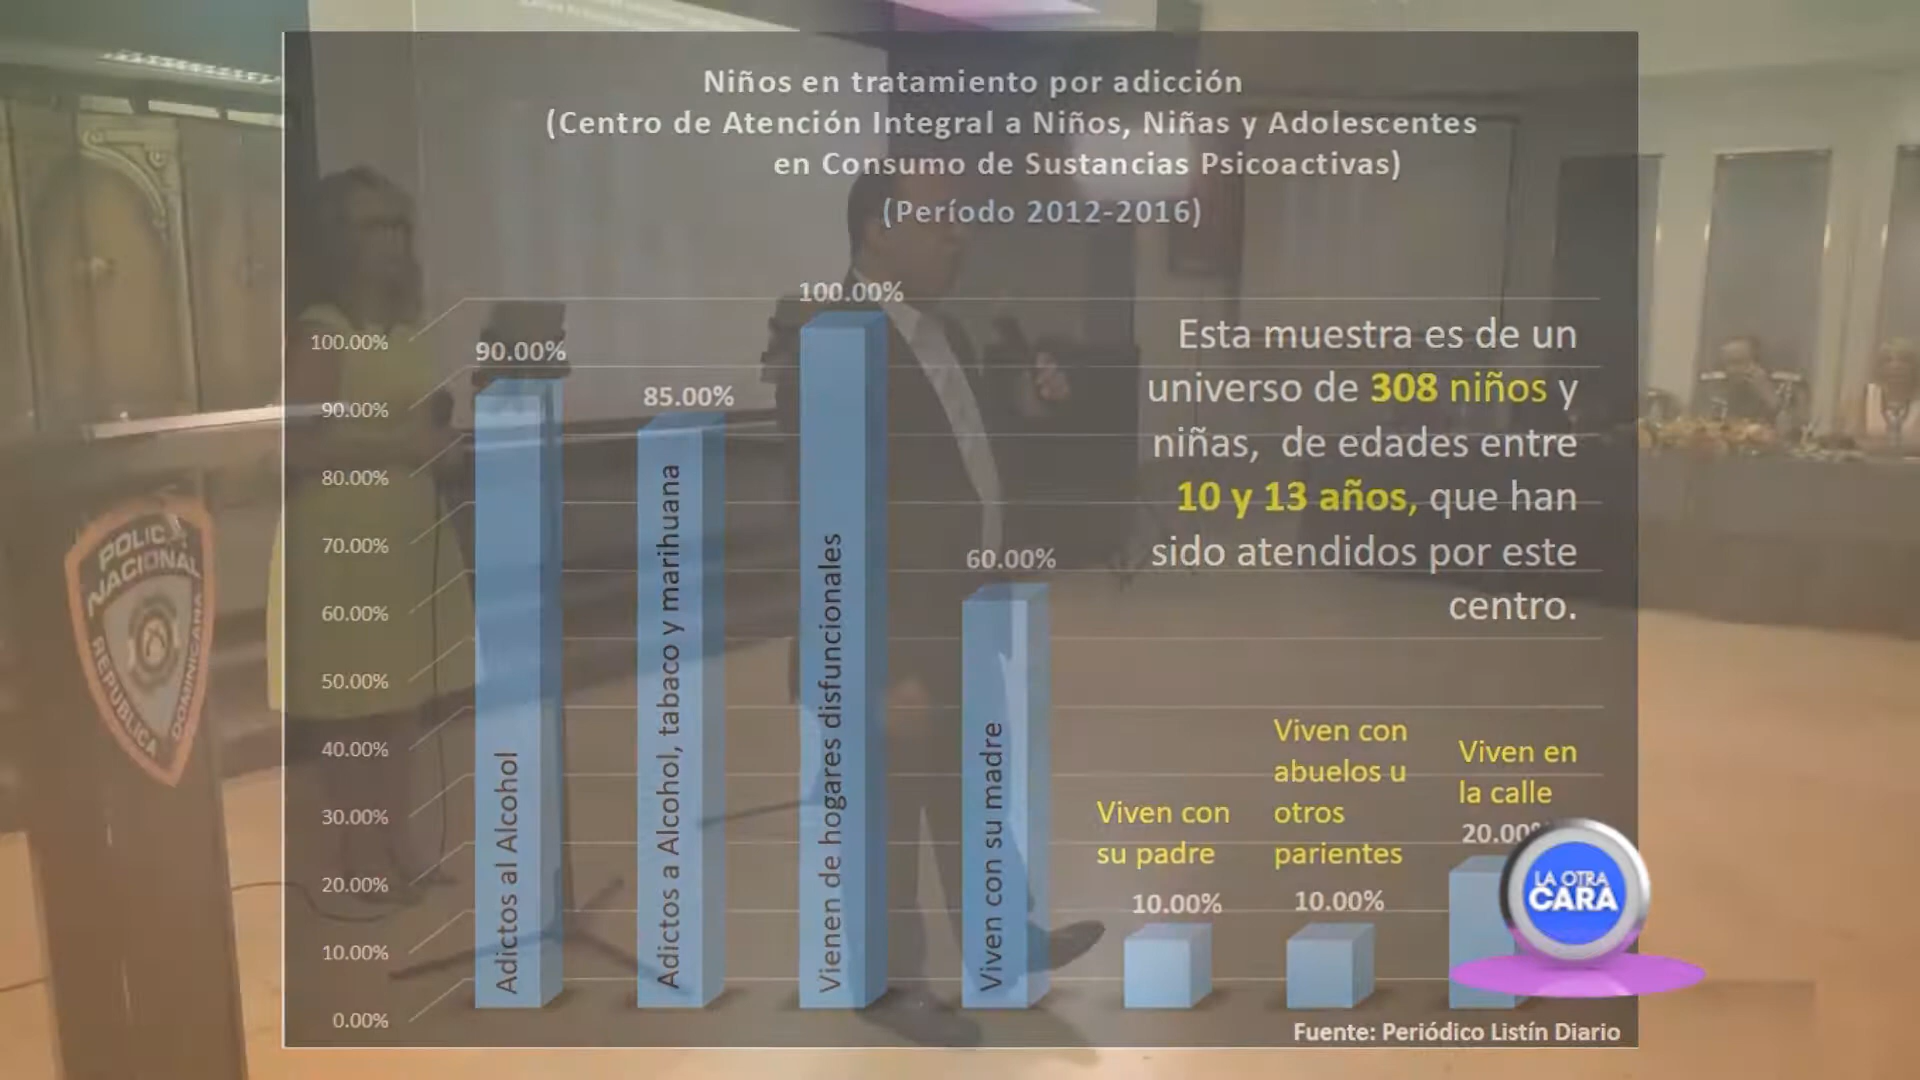 Niños en tratamiento por adicción
(Centro de Atención Integral a Niños, Niñas y Adolescentes
en Consumo de Sustancias Psicoactivas)
(Período 2012-2016)
100.00%
90.00%
80.00%
70.00%
60.00%
50.00%
40.00%
30.00%
20.00%
10.00%
0.00%
90.00%
Adictos al Alcohol
85.00%
Adictos a Alcohol, tabaco y marihuana
100.00%
Vienen de hogares disfuncionales
60.00%
Viven con su madre
Viven con
su padre
10.00%
Viven con
abuelos u
otros
parientes
10.00%
Viven en
la calle
20.00%
Esta muestra es de un
universo de 308 niños y
niñas, de edades entre
10 y 13 años, que han
sido atendidos por este
centro.
Fuente: Periódico Listín Diario
LA OTRA
CARA
POLICIA
NACIONAL
REPUBLICA
DOMINICANA